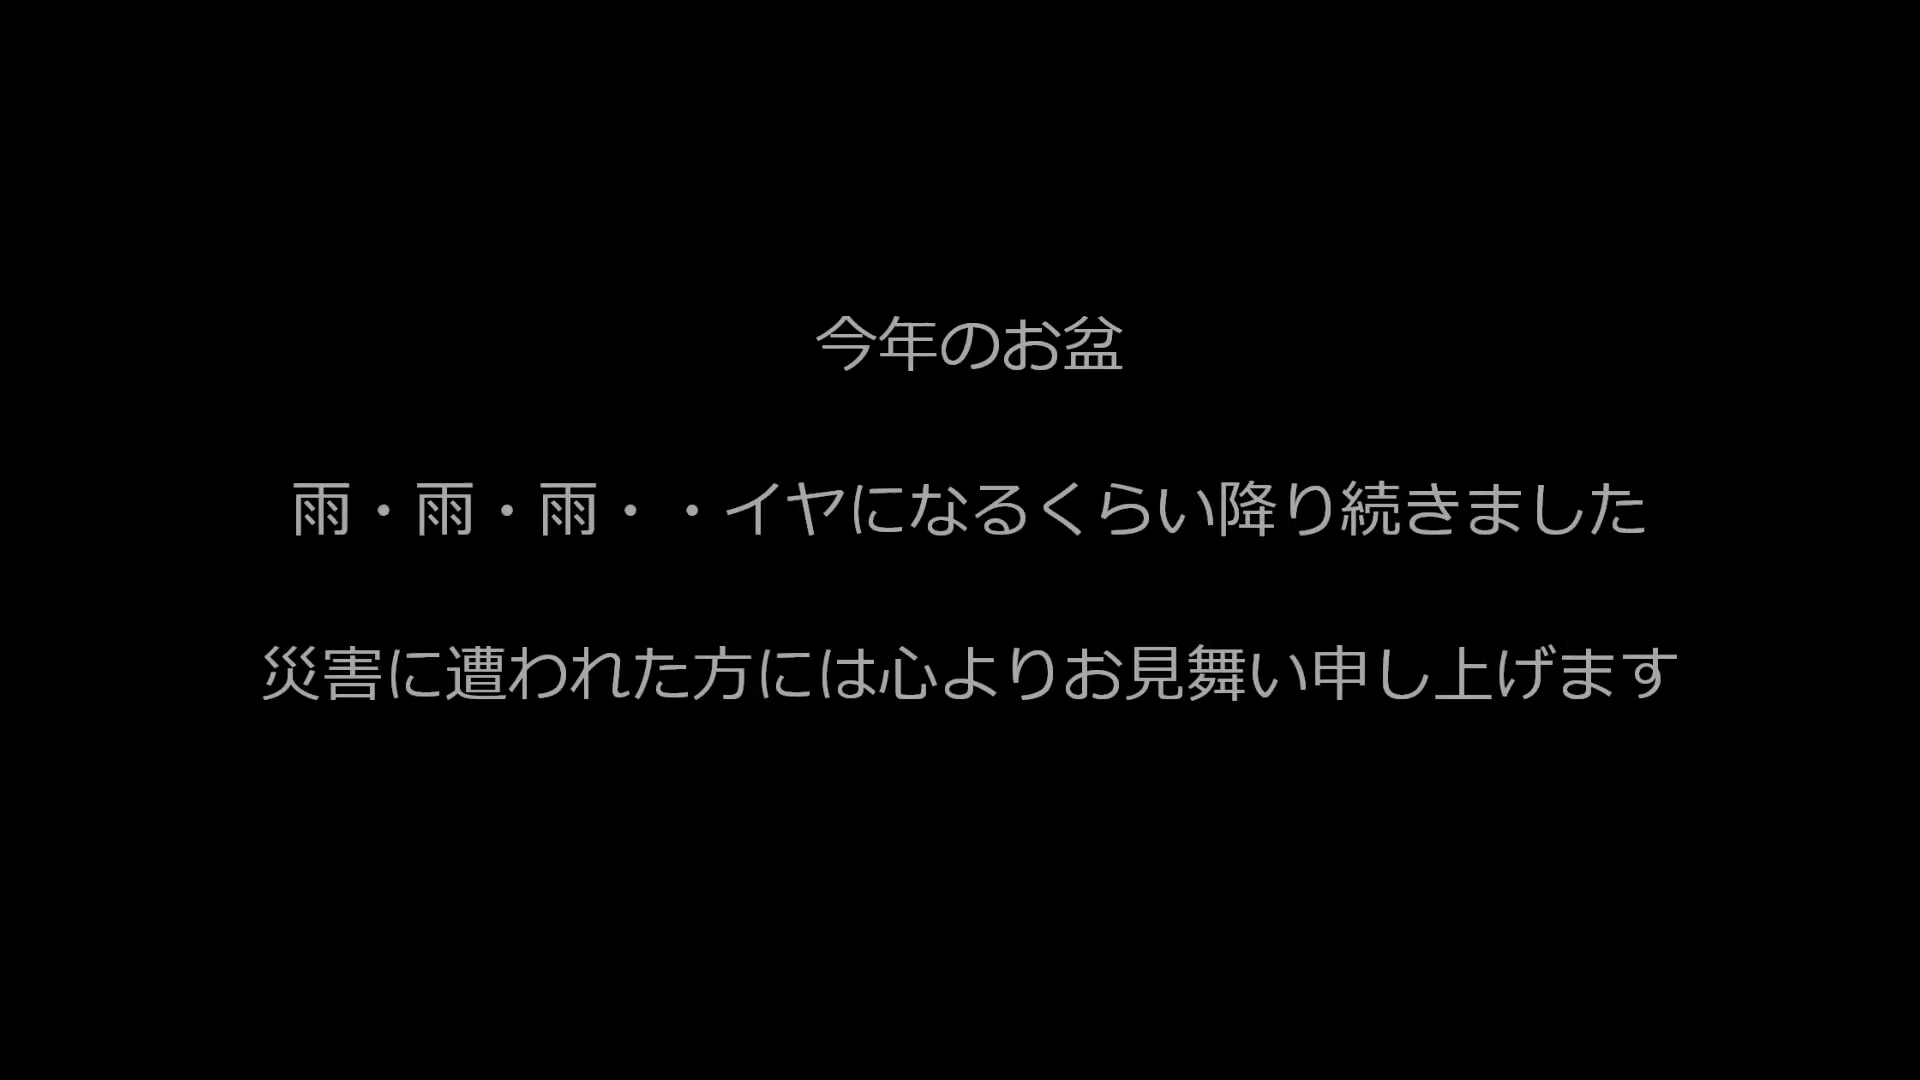 今年のお盆
雨・雨・雨・・イヤになるくらい降り続きました
災害に遭われた方には心よりお見舞い申し上げます